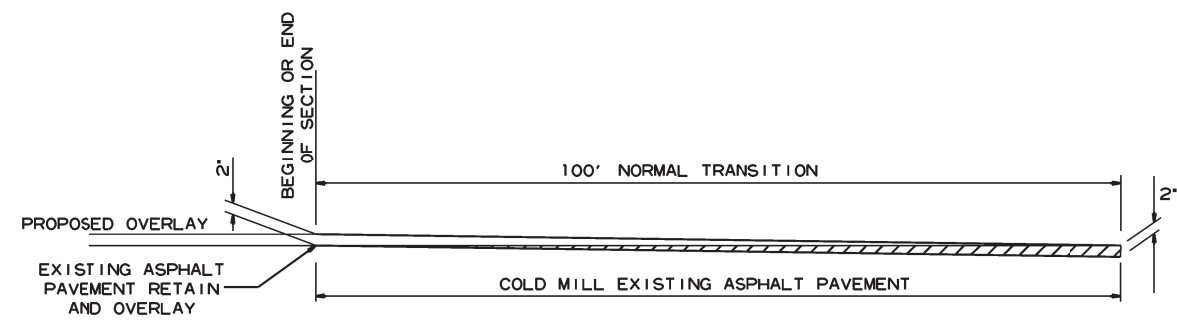 BEGINNING OR END
OF SECTION
2"
100' NORMAL TRANSITION
2"
PROPOSED OVERLAY
EXISTING ASPHALT
PAVEMENT RETAIN
AND OVERLAY
COLD MILL EXISTING ASPHALT PAVEMENT